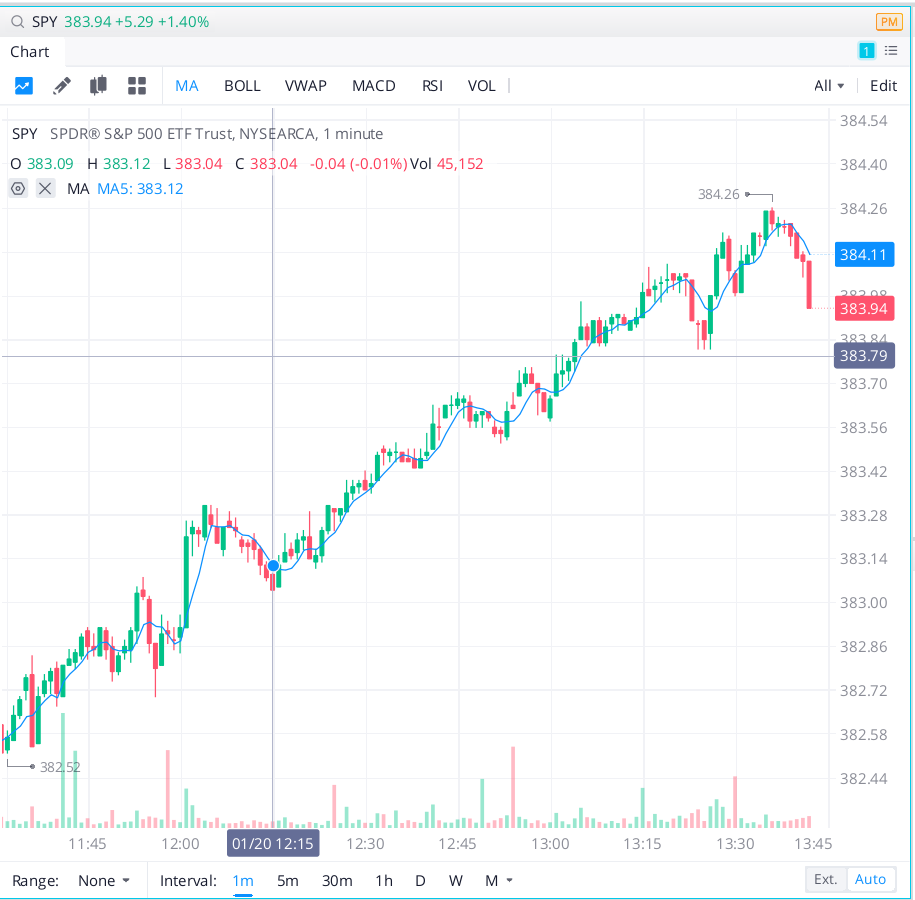 SPY 383.94 +5.29 +1.40% PM
Chart 1
MA BOLL VWAP MACD RSI VOL All Edit
SPY SPDR® S&P 500 ETF Trust, NYSEARCA, 1 minute
O 383.09 H 383.12 L 383.04 C 383.04 -0.04 (-0.01%) Vol 45,152
MA MA5: 383.12
384.26
382.52
384.54
384.40
384.26
384.11
383.98
383.94
383.84
383.79
383.70
383.56
383.42
383.28
383.14
383.00
382.86
382.72
382.58
382.44
11:45 12:00 01/20 12:15 12:30 12:45 13:00 13:15 13:30 13:45
Range: None Interval: 1m 5m 30m 1h D W M Ext. Auto